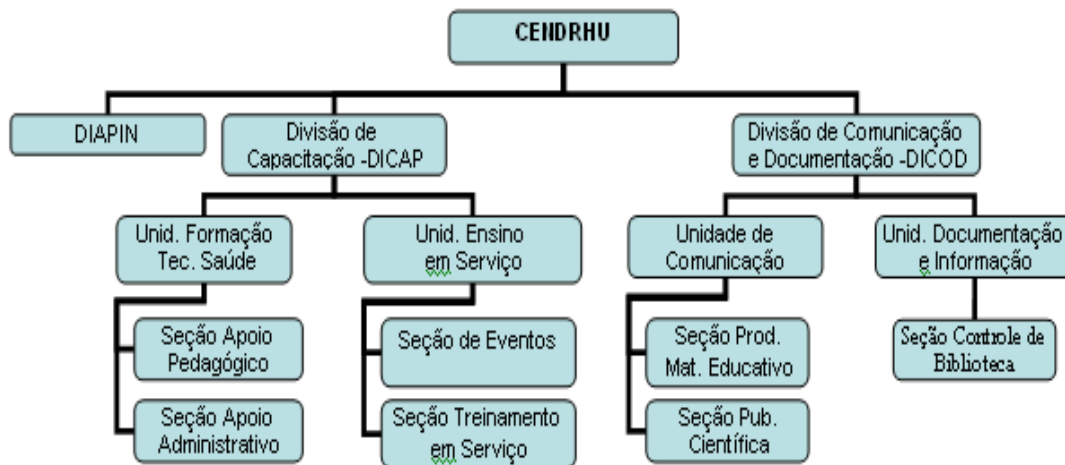 CENDRHU
DIAPIN
Divisão de
Capacitação -DICAP
Divisão de Comunicação
e Documentação -DICOD
Unid. Formação
Tec. Saúde
Unid. Ensino
em Serviço
Unidade de
Comunicação
Unid. Documentação
e Informação
Seção Apoio
Pedagógico
Seção de Eventos
Seção Prod.
Mat. Educativo
Seção Controle de
Biblioteca
Seção Apoio
Administrativo
Seção Treinamento
em Serviço
Seção Pub.
Científica